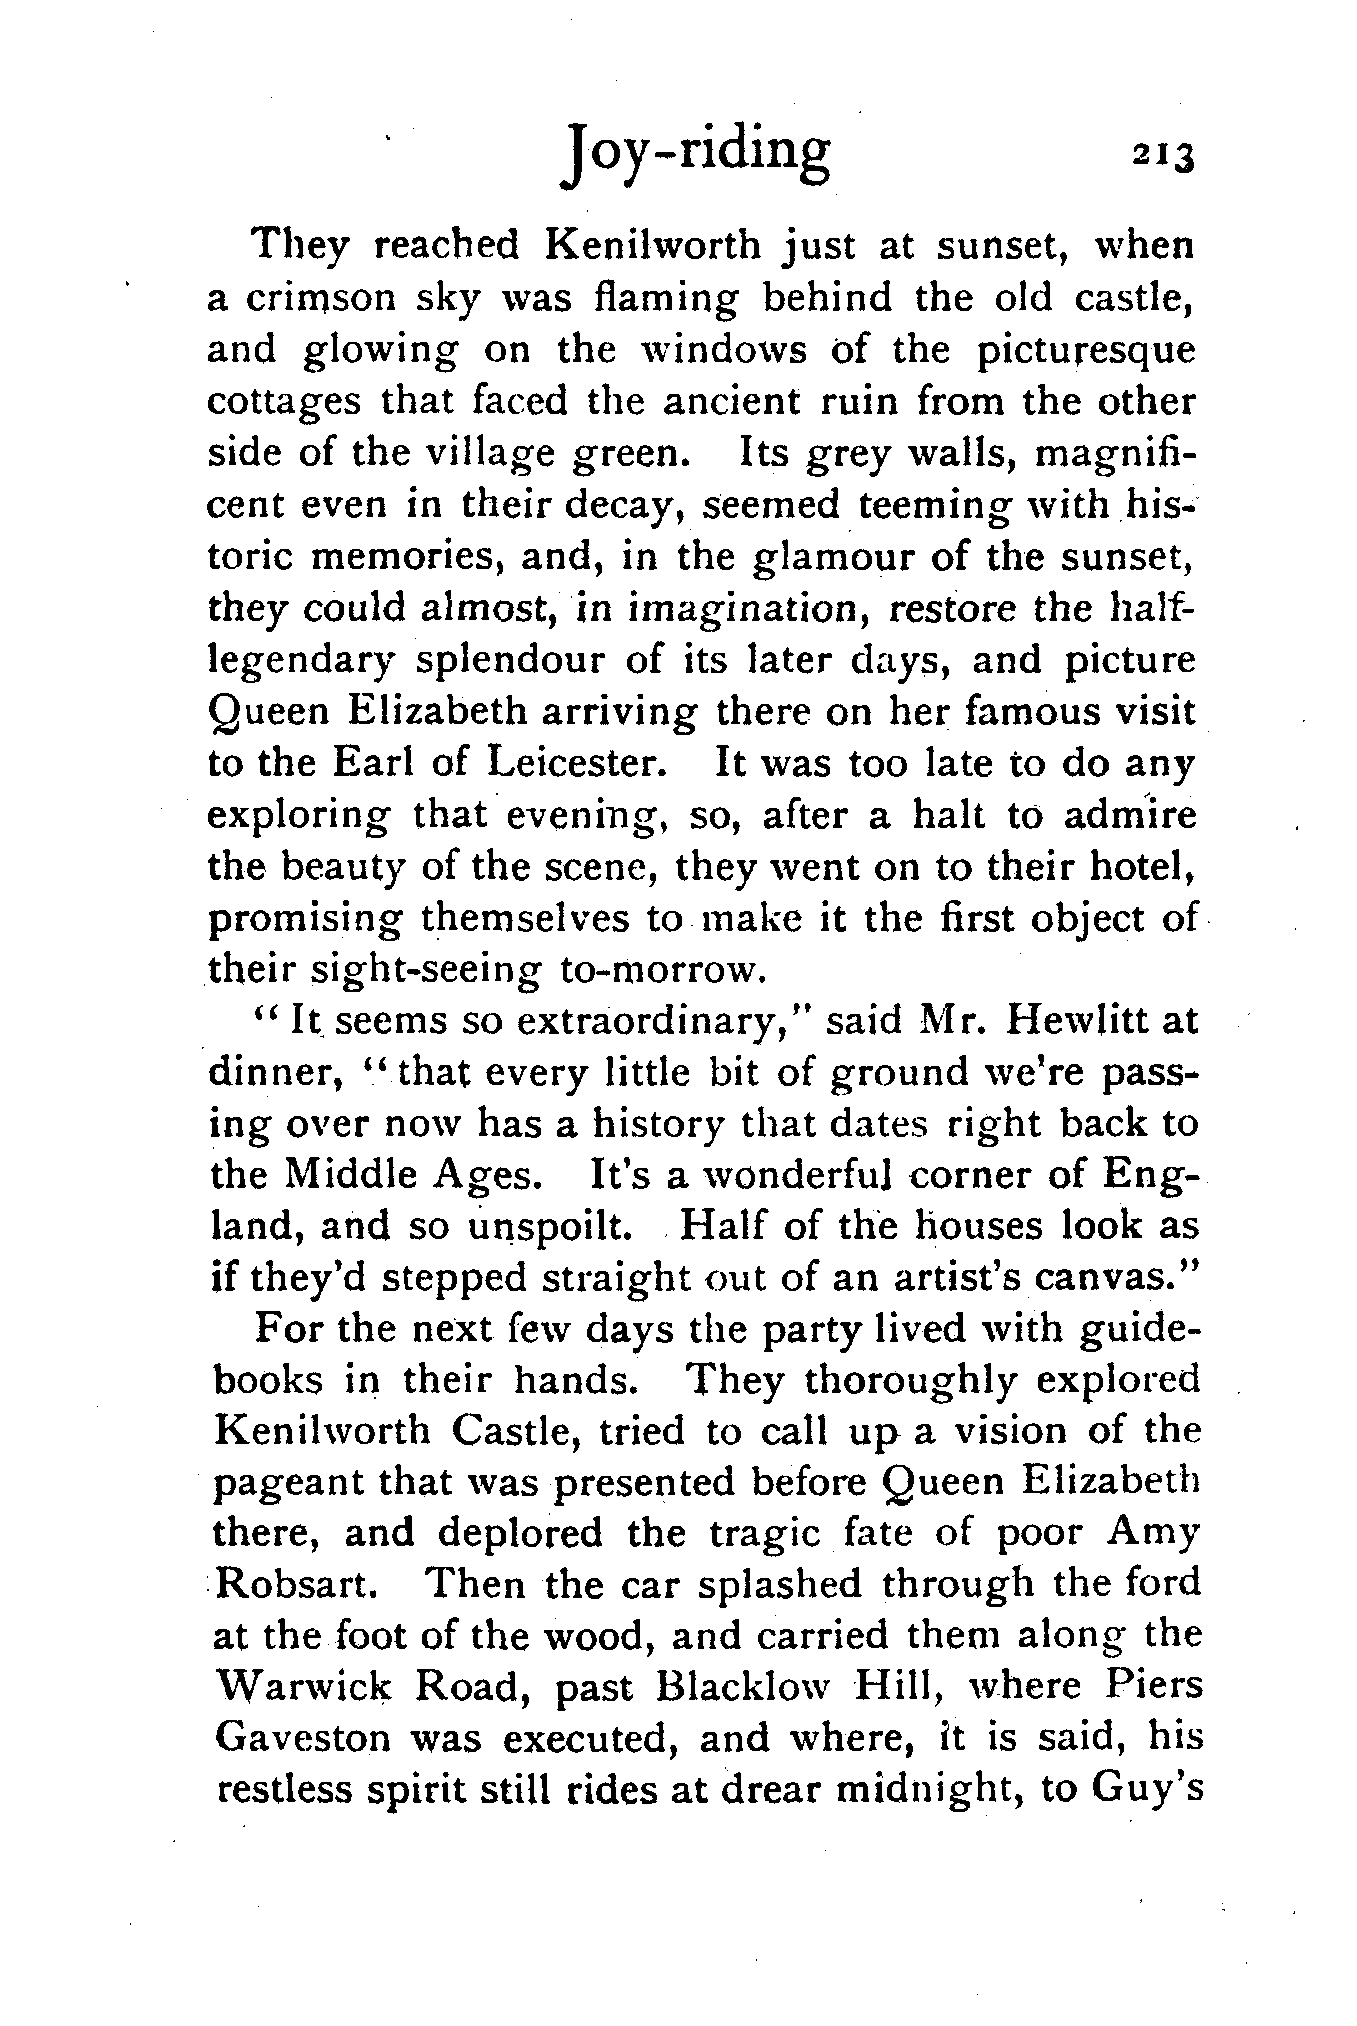 Joy-riding 213
They reached Kenilworth just at sunset, when
a crimson sky was flaming behind the old castle,
and glowing on the windows of the picturesque
cottages that faced the ancient ruin from the other
side of the village green. Its grey walls, magnifi-
cent even in their decay, seemed teeming with his-
toric memories, and, in the glamour of the sunset,
they could almost, in imagination, restore the half-
legendary splendour of its later days, and picture
Queen Elizabeth arriving there on her famous visit
to the Earl of Leicester. It was too late to do any
exploring that evening, so, after a halt to admire
the beauty of the scene, they went on to their hotel,
promising themselves to make it the first object of
their sight-seeing to-morrow.
"It seems so extraordinary," said Mr. Hewlitt at
dinner, "that every little bit of ground we're pass-
ing over now has a history that dates right back to
the Middle Ages. It's a wonderful corner of Eng-
land, and so unspoilt. Half of the houses look as
if they'd stepped straight out of an artist's canvas."
For the next few days the party lived with guide-
books in their hands. They thoroughly explored
Kenilworth Castle, tried to call up a vision of the
pageant that was presented before Queen Elizabeth
there, and deplored the tragic fate of poor Amy
Robsart. Then the car splashed through the ford
at the foot of the wood, and carried them along the
Warwick Road, past Blacklow Hill, where Piers
Gaveston was executed, and where, it is said, his
restless spirit still rides at drear midnight, to Guy's